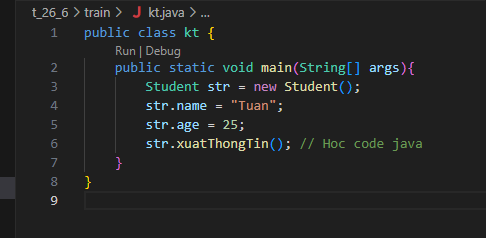 t_26_6 > train > J kt.java > ...
1 public class kt {
Run | Debug
2 public static void main(String[] args){
3 Student str = new Student();
4 str.name = "Tuan";
5 str.age = 25;
6 str.xuatThongTin(); // Hoc code java
7 }
8 }
9